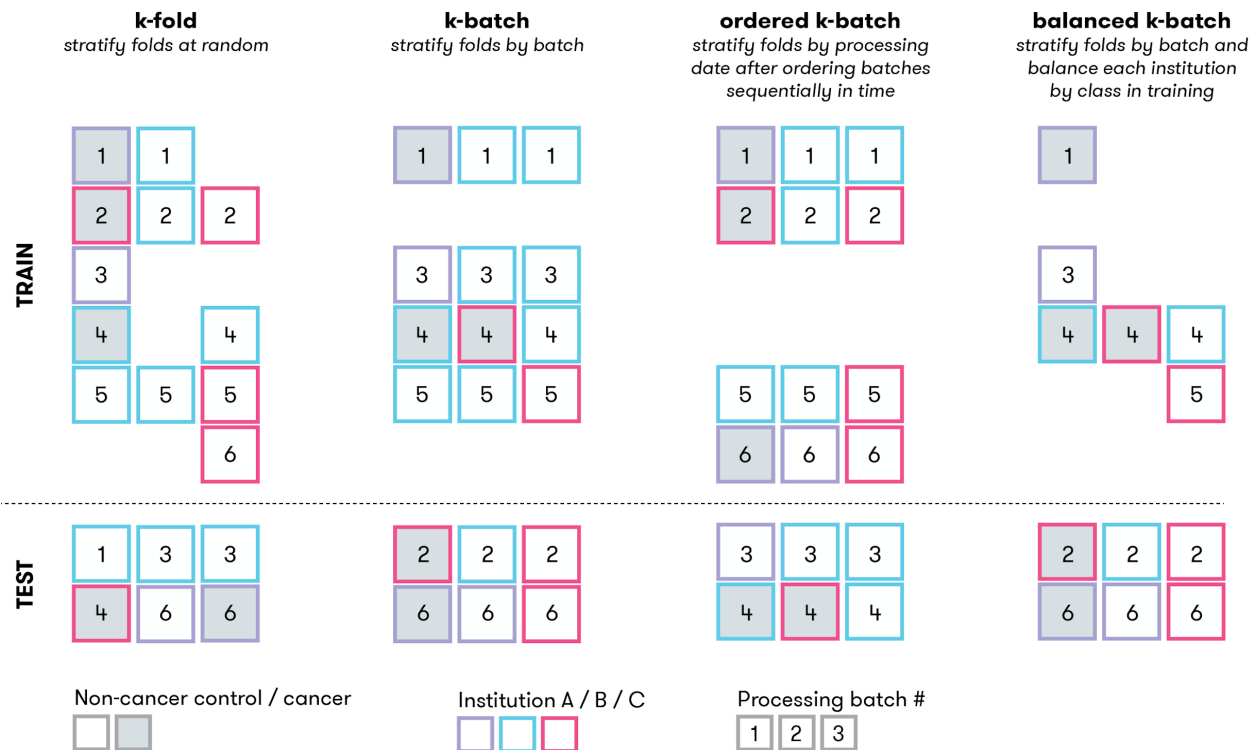 k-fold
stratify folds at random
k-batch
stratify folds by batch
ordered k-batch
stratify folds by processing
date after ordering batches
sequentially in time
balanced k-batch
stratify folds by batch and
balance each institution
by class in training
TRAIN
1 1
2 2 2
3
4 4
5 5 5
6
1 1 1
3 3 3
4 4 4
5 5 5
1 1 1
2 2 2
5 5 5
6 6 6
1
3
4 4 4
5
TEST
1 3 3
4 6 6
2 2 2
6 6 6
3 3 3
4 4 4
2 2 2
6 6 6
Non-cancer control / cancer
Institution A / B / C
Processing batch #
1 2 3